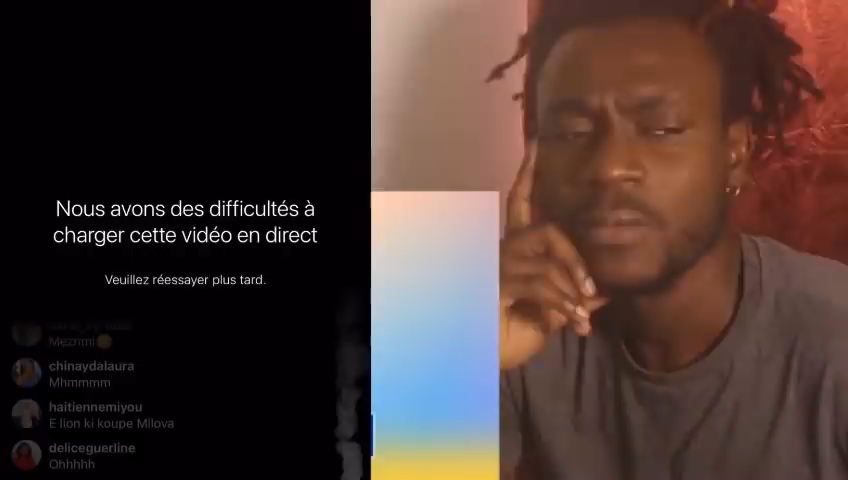 Nous avons des difficultés à
charger cette vidéo en direct
Veuillez réessayer plus tard.
Mezrimi
chinaydalaura
Mhmmmm
haitiennemiyou
E lion ki koupe Milova
deliceguerline
Ohhhhh